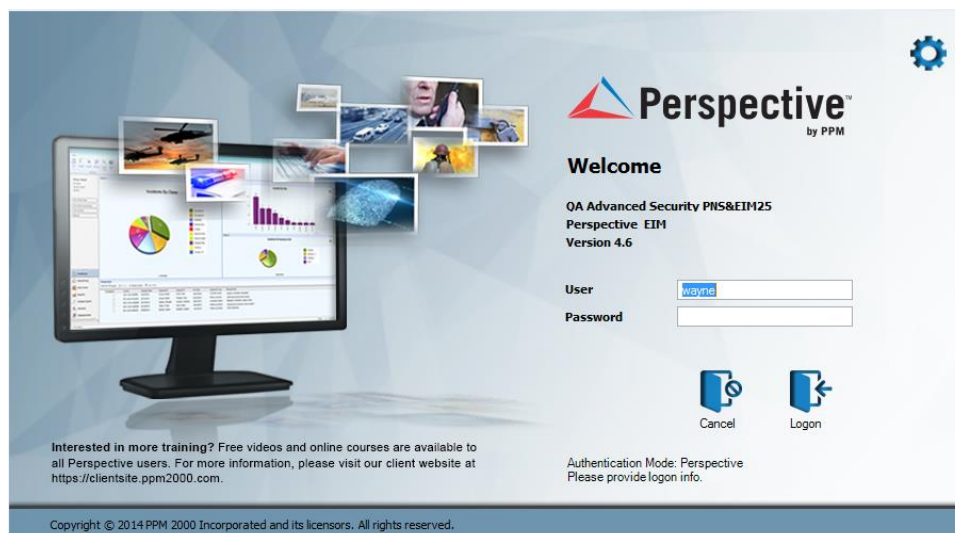 Perspective™
by PPM
Welcome
QA Advanced Security PNS&EIM25
Perspective EIM
Version 4.6
User
wayne
Password
Cancel
Logon
Interested in more training? Free videos and online courses are available to
all Perspective users. For more information, please visit our client website at
https://clientsite.ppm2000.com.
Authentication Mode: Perspective
Please provide logon info.
Copyright © 2014 PPM 2000 Incorporated and its licensors. All rights reserved.